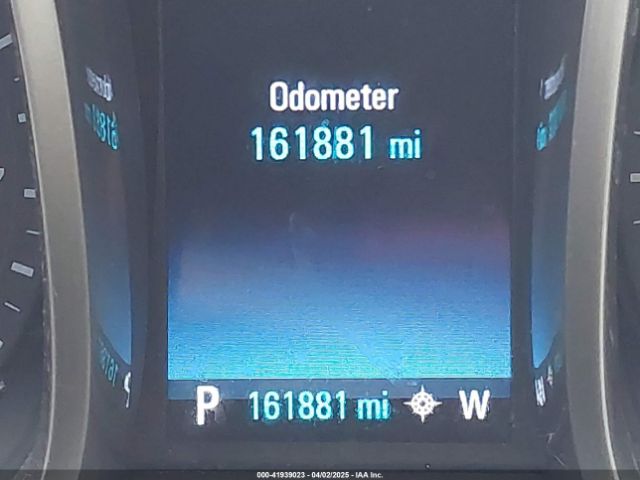 Odometer
161881 mi
P 161881 mi W
000-41939023 - 04/02/2025 - IAA Inc.